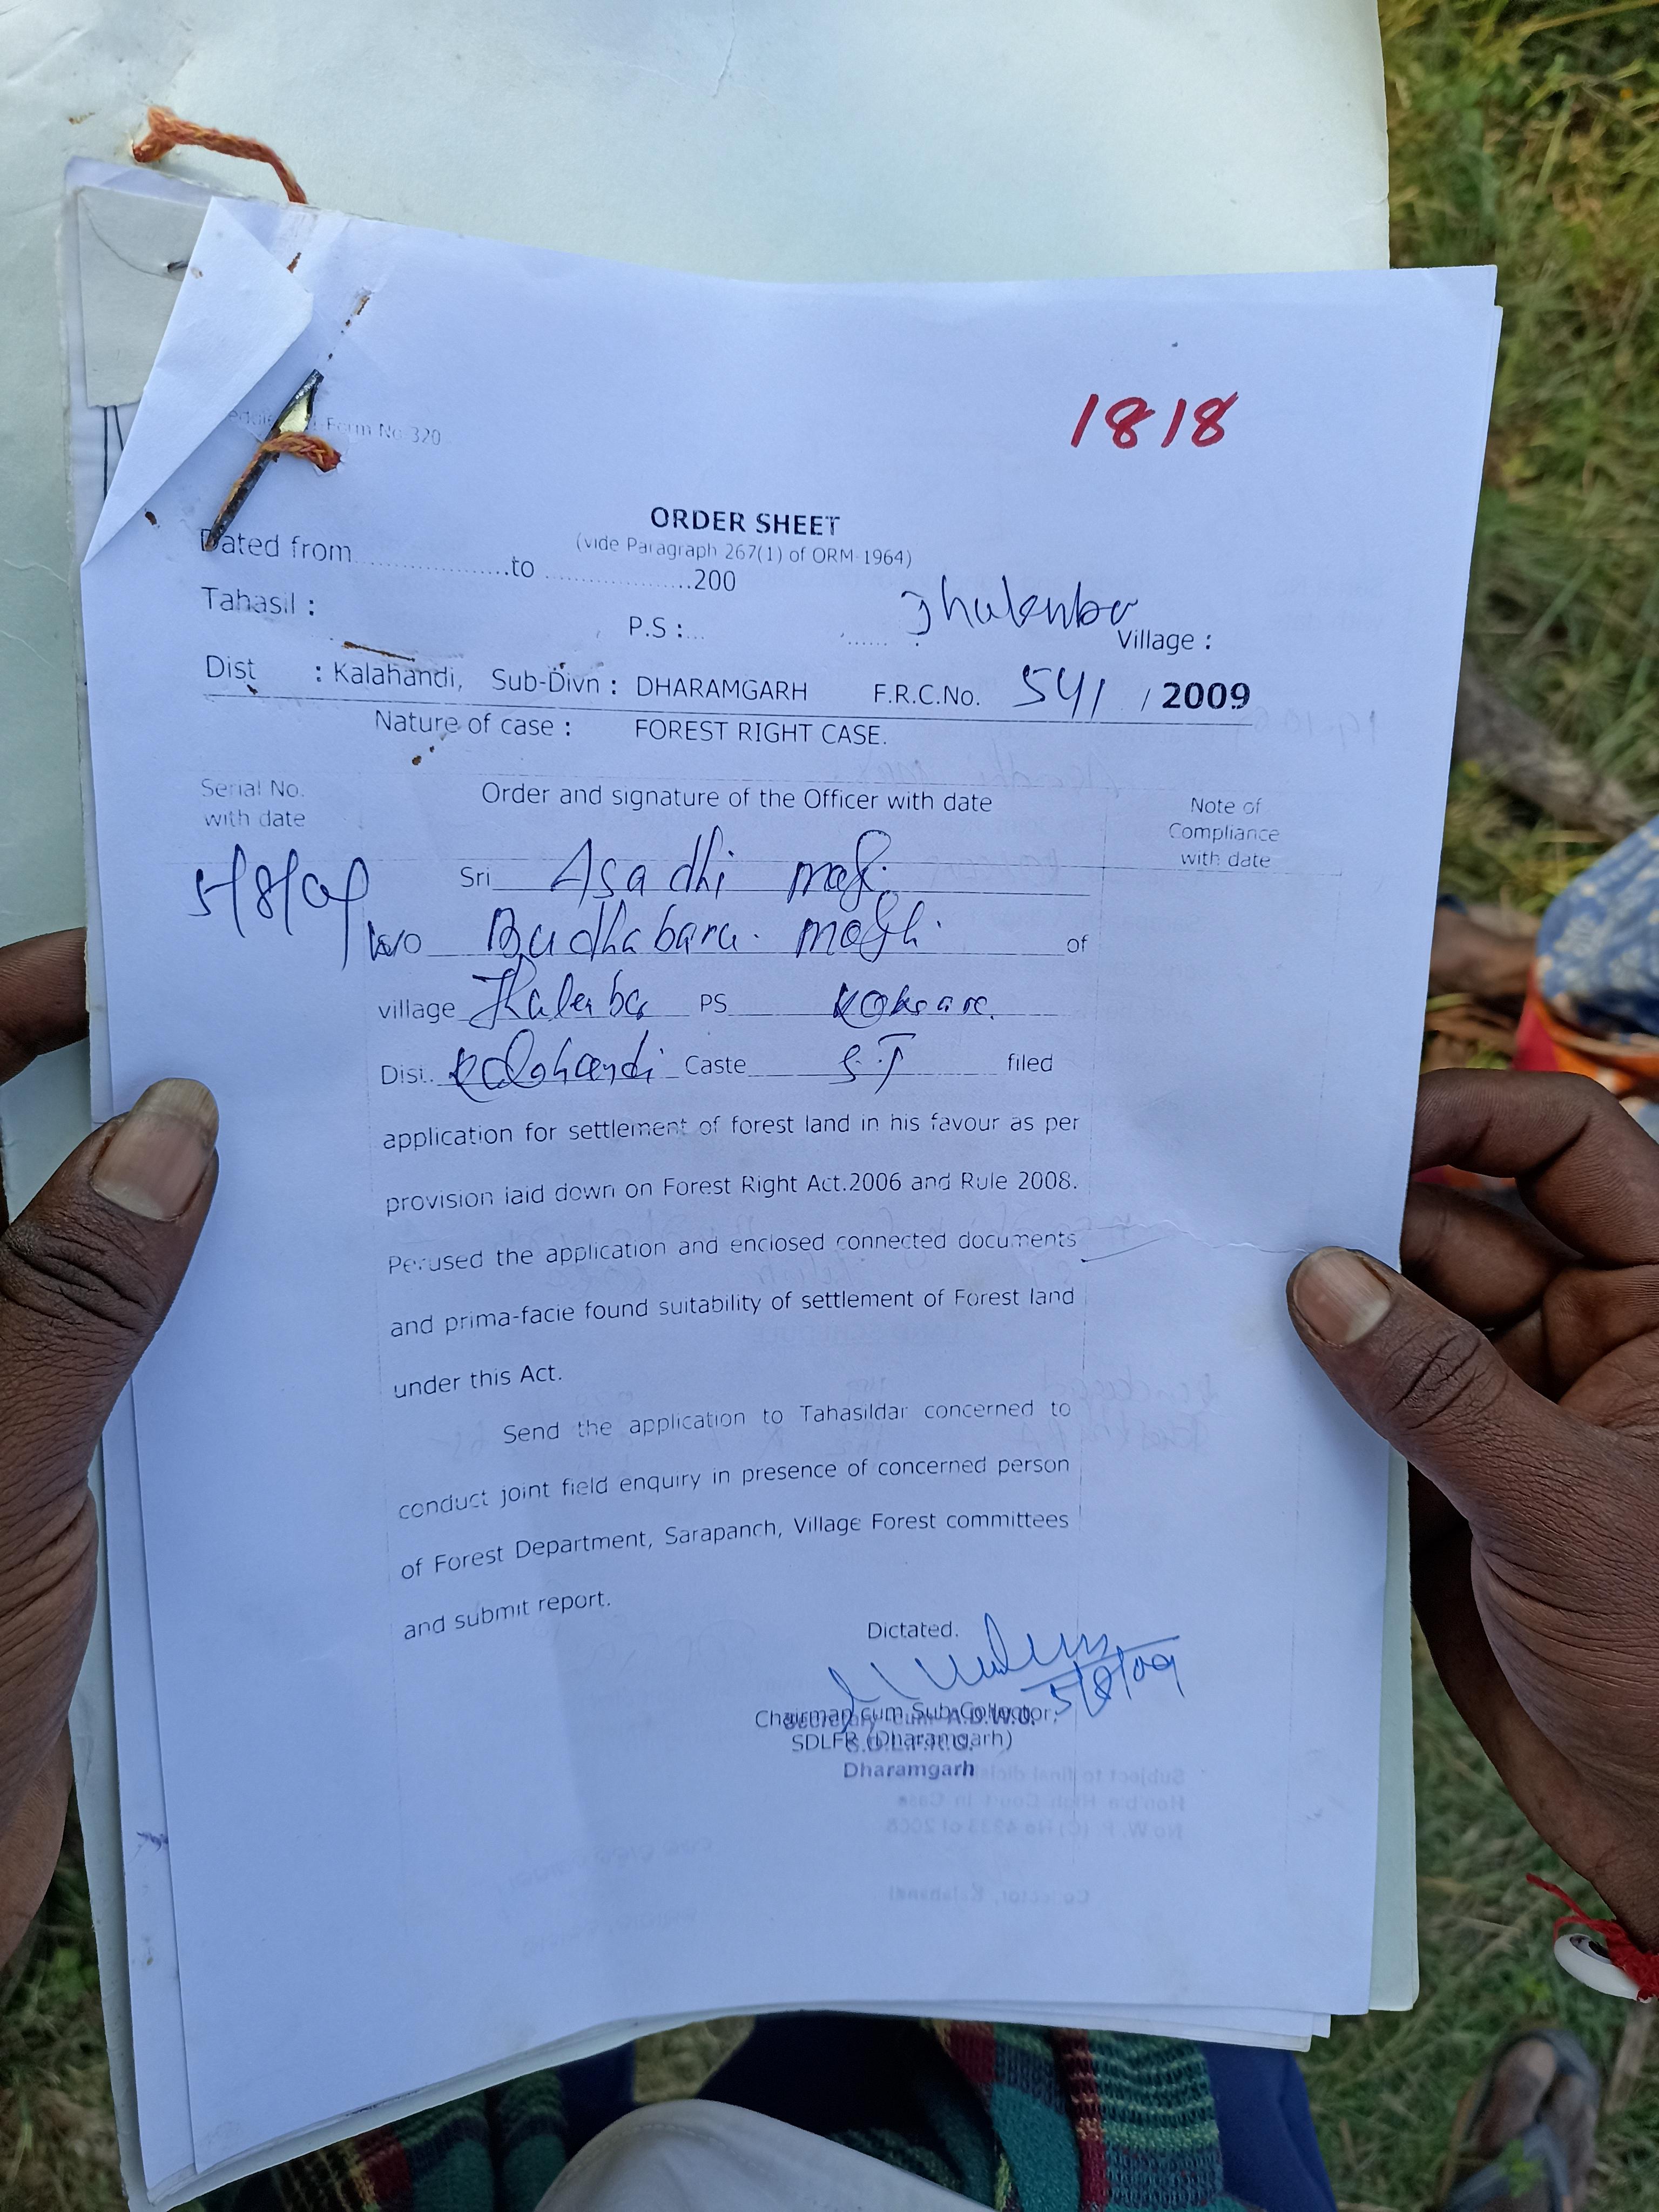 Form No 320
1818
ORDER SHEET
(vide Paragraph 267(1) of ORM-1964)
Dated from....................to ....................200
Tahasil :
P.S :...
Village :
Dist : Kalahandi, Sub-Divn : DHARAMGARH F.R.C.No. 541 / 2009
Nature of case : FOREST RIGHT CASE.
Serial No. with date
Order and signature of the Officer with date
Note of Compliance with date
5/8/09
Sri Asadhi
Budhabaru of
village PS
Dist. Kalahandi Caste S.T filed
application for settlement of forest land in his favour as per
provision laid down on Forest Right Act.2006 and Rule 2008.
Perused the application and enclosed connected documents
and prima-facie found suitability of settlement of Forest land
under this Act.
Send the application to Tahasildar concerned to
conduct joint field enquiry in presence of concerned person
of Forest Department, Sarapanch, Village Forest committees
and submit report.
Dictated.
5/8/09
Chairman cum Sub-Collector,
SDLFR (Dharamgarh)
Dharamgarh